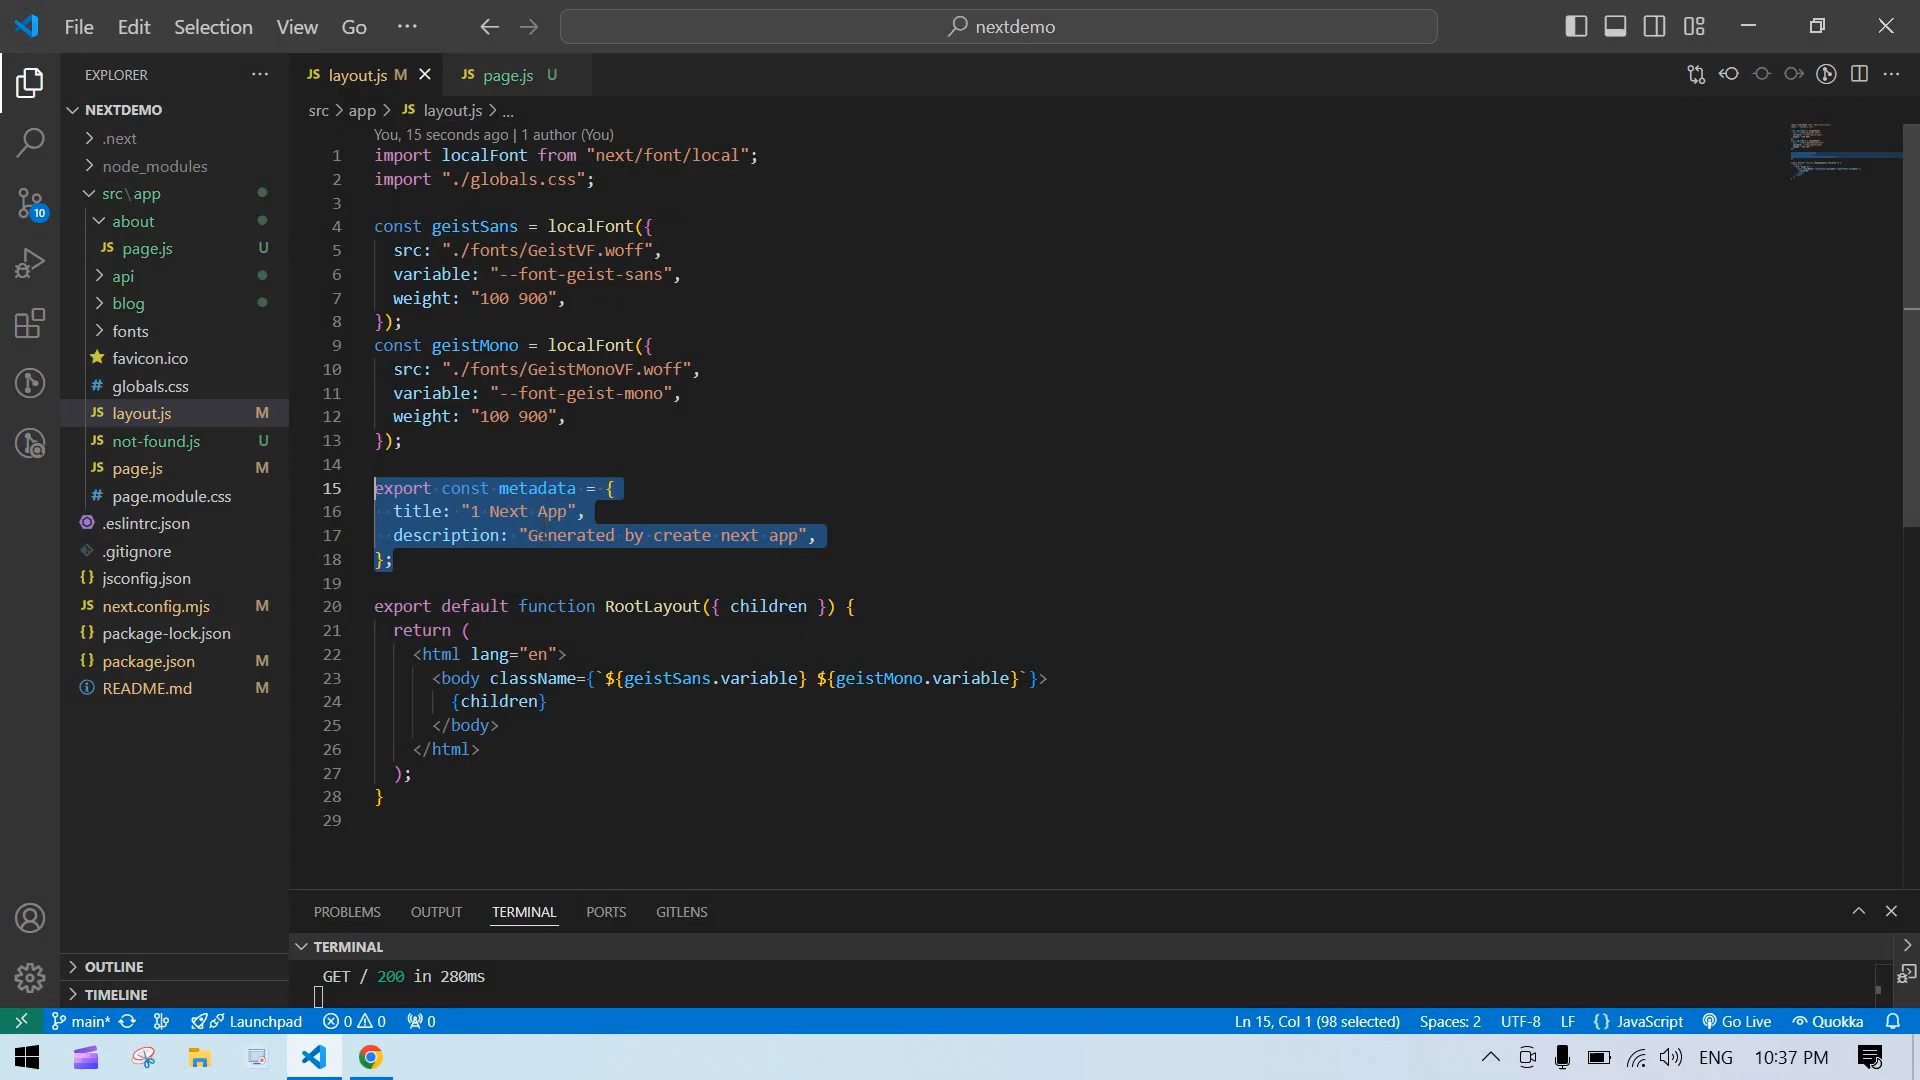 File Edit Selection View Go ···
nextdemo
EXPLORER ···
layout.js M
page.js U
NEXTDEMO
.next
node_modules
src\app
about
page.js U
api
blog
fonts
favicon.ico
globals.css
layout.js M
not-found.js U
page.js M
page.module.css
.eslintrc.json
.gitignore
jsconfig.json
next.config.mjs M
package-lock.json
package.json M
README.md M
OUTLINE
TIMELINE
10
src > app > JS layout.js > ...
You, 15 seconds ago | 1 author (You)
1 import localFont from "next/font/local";
2 import "./globals.css";
3
4 const geistSans = localFont({
5 src: "./fonts/GeistVF.woff",
6 variable: "--font-geist-sans",
7 weight: "100 900",
8 });
9 const geistMono = localFont({
10 src: "./fonts/GeistMonoVF.woff",
11 variable: "--font-geist-mono",
12 weight: "100 900",
13 });
14
15 export const metadata = {
16 title: "1 Next App",
17 description: "Generated by create next app",
18 };
19
20 export default function RootLayout({ children }) {
21 return (
22 <html lang="en">
23 <body className={`${geistSans.variable} ${geistMono.variable}`}>
24 {children}
25 </body>
26 </html>
27 );
28 }
29
PROBLEMS OUTPUT TERMINAL PORTS GITLENS
TERMINAL
GET / 200 in 280ms
main* Launchpad 0 0 0
Ln 15, Col 1 (98 selected) Spaces: 2 UTF-8 LF {} JavaScript Go Live Quokka
ENG 10:37 PM